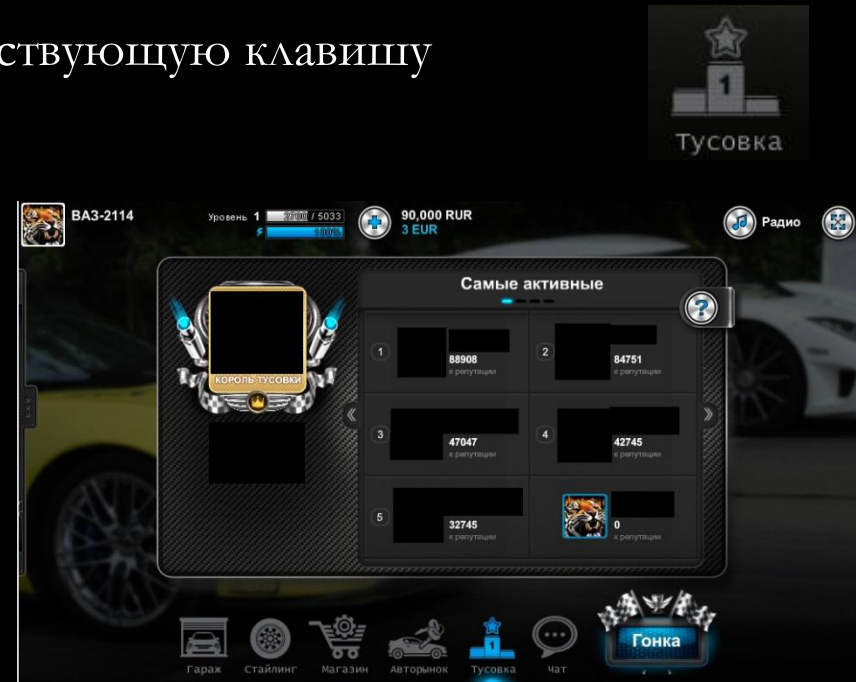 ствующую клавишу
1
Тусовка
ВАЗ-2114
Уровень 1 2700 / 5033
100%
90,000 RUR
3 EUR
Радио
Самые активные
?
КОРОЛЬ ТУСОВКИ
1
88908
к репутации
2
84751
к репутации
3
47047
к репутации
4
42745
к репутации
5
32745
к репутации
0
к репутации
Гараж
Стайлинг
Магазин
Авторынок
1
Тусовка
Чат
Гонка